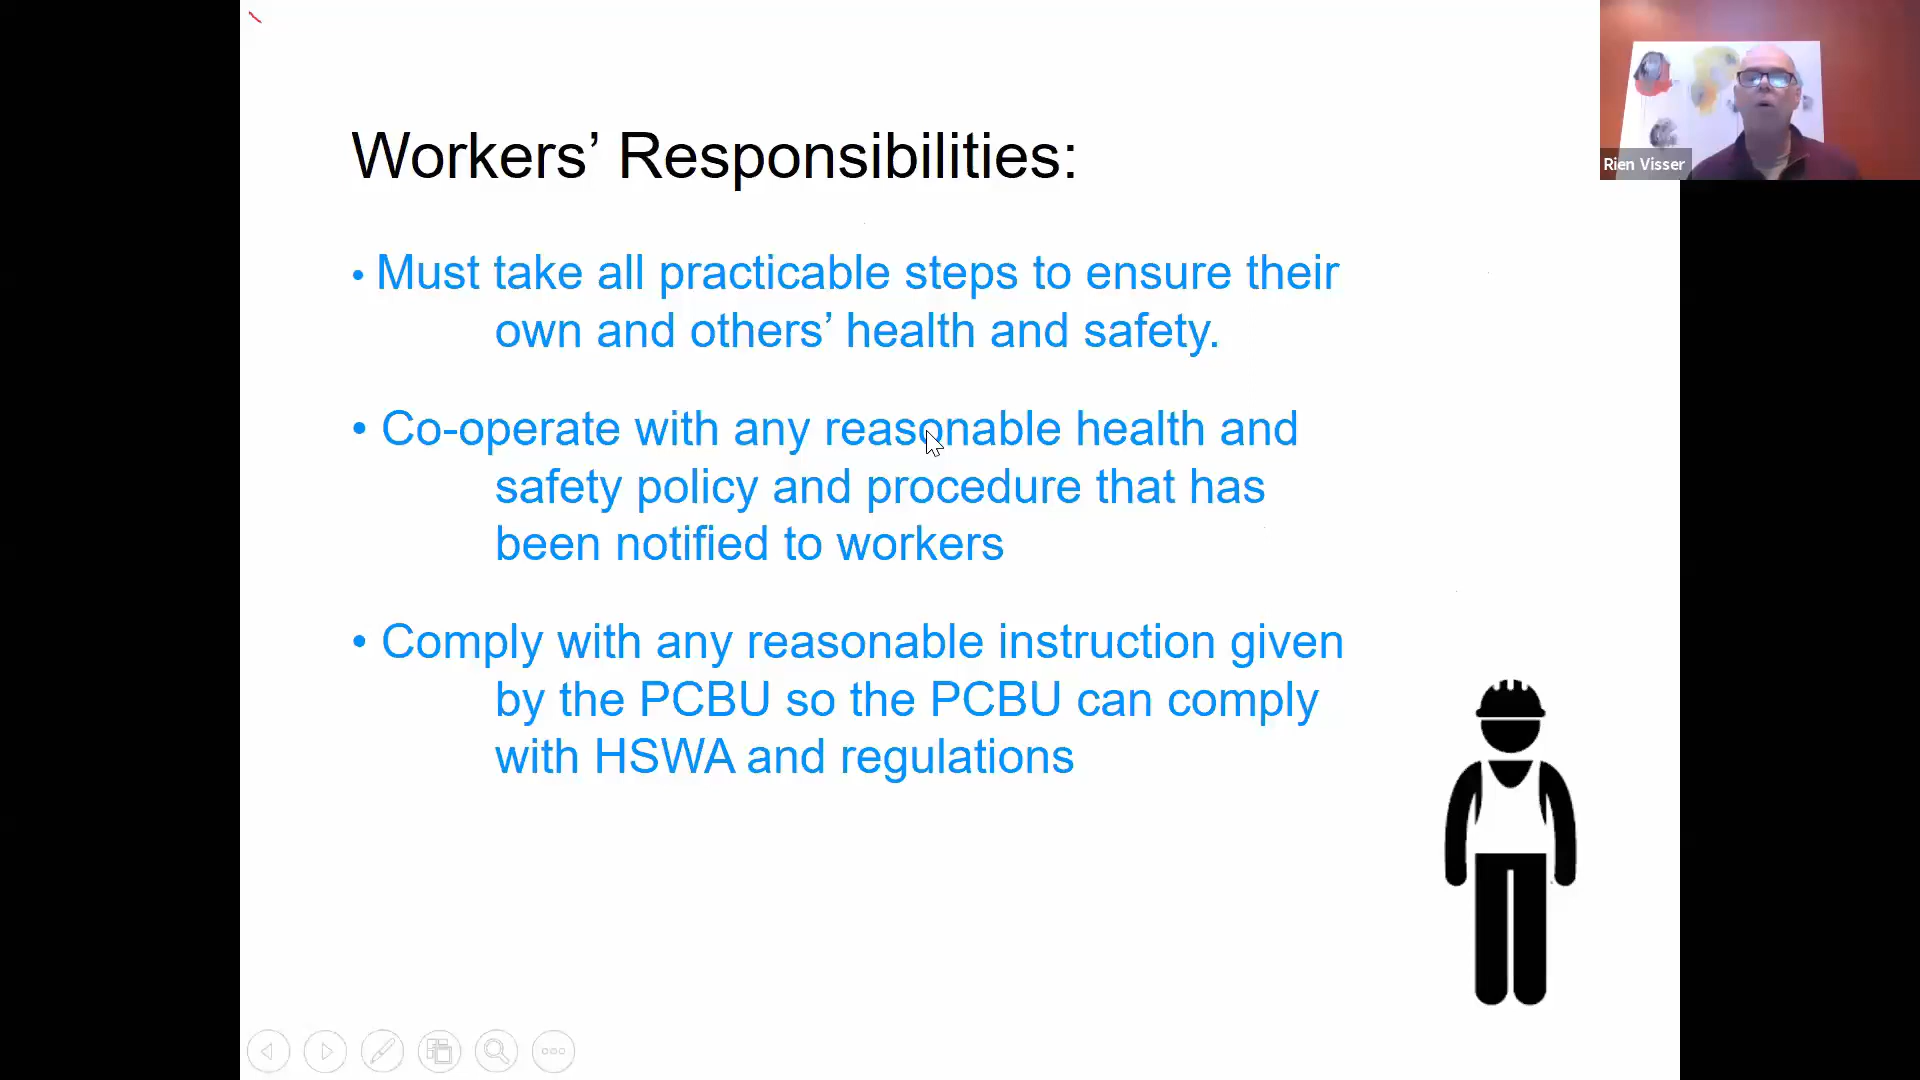 Workers’ Responsibilities:
• Must take all practicable steps to ensure their
own and others’ health and safety.
• Co-operate with any reasonable health and
safety policy and procedure that has
been notified to workers
• Comply with any reasonable instruction given
by the PCBU so the PCBU can comply
with HSWA and regulations
Rien Visser